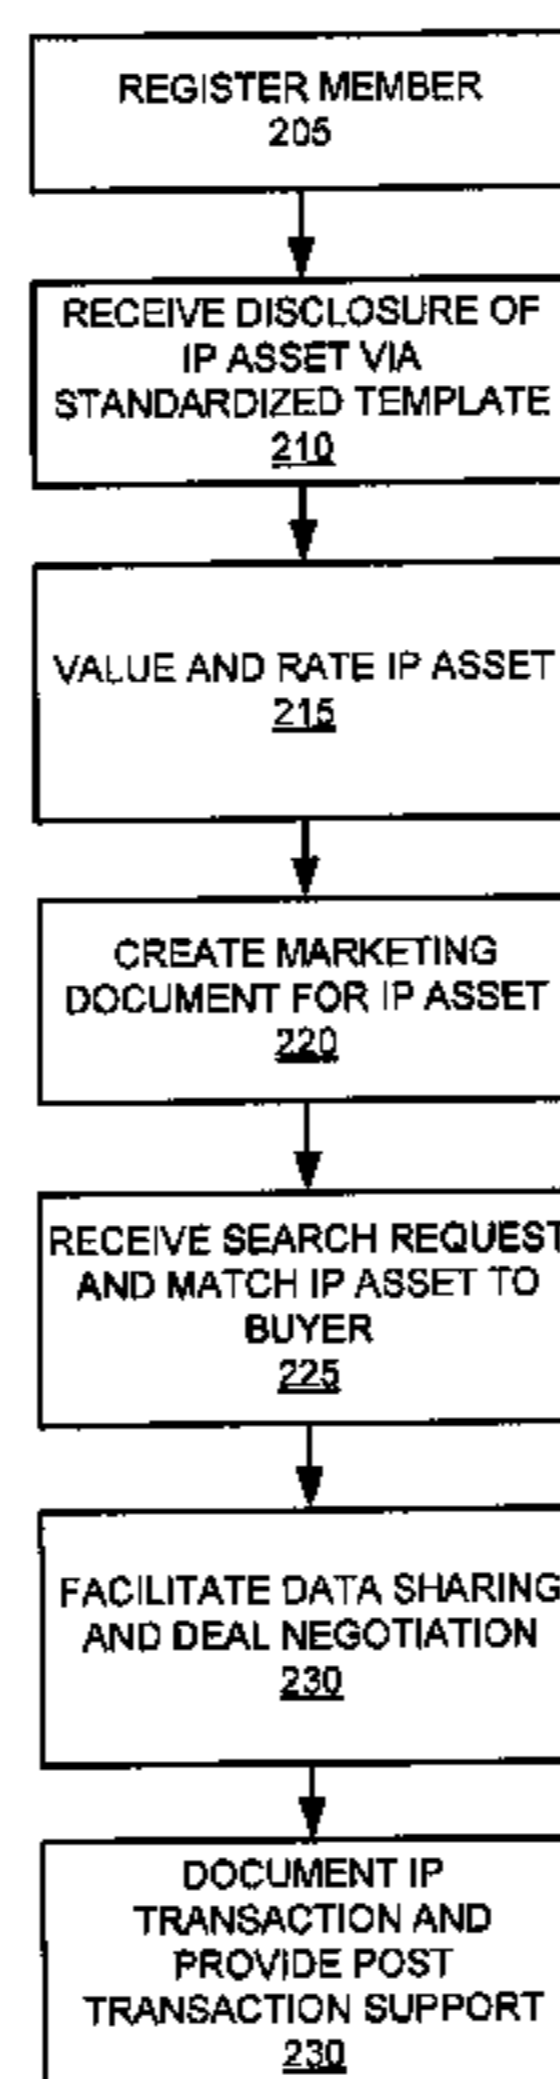 REGISTER MEMBER
205
RECEIVE DISCLOSURE OF
IP ASSET VIA
STANDARDIZED TEMPLATE
210
VALUE AND RATE IP ASSET
215
CREATE MARKETING
DOCUMENT FOR IP ASSET
220
RECEIVE SEARCH REQUEST
AND MATCH IP ASSET TO
BUYER
225
FACILITATE DATA SHARING
AND DEAL NEGOTIATION
230
DOCUMENT IP
TRANSACTION AND
PROVIDE POST
TRANSACTION SUPPORT
230